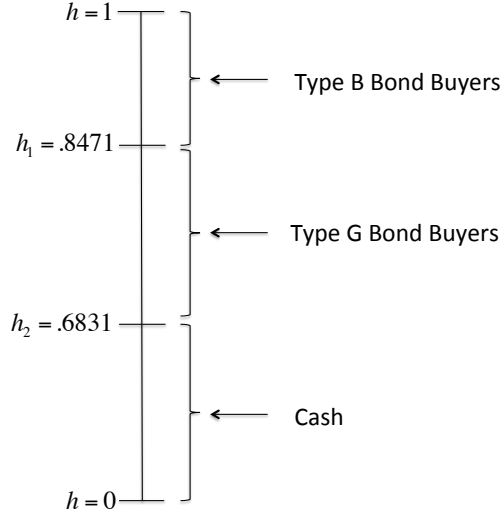 h = 1
Type B Bond Buyers
h₁ = .8471
Type G Bond Buyers
h₂ = .6831
Cash
h = 0